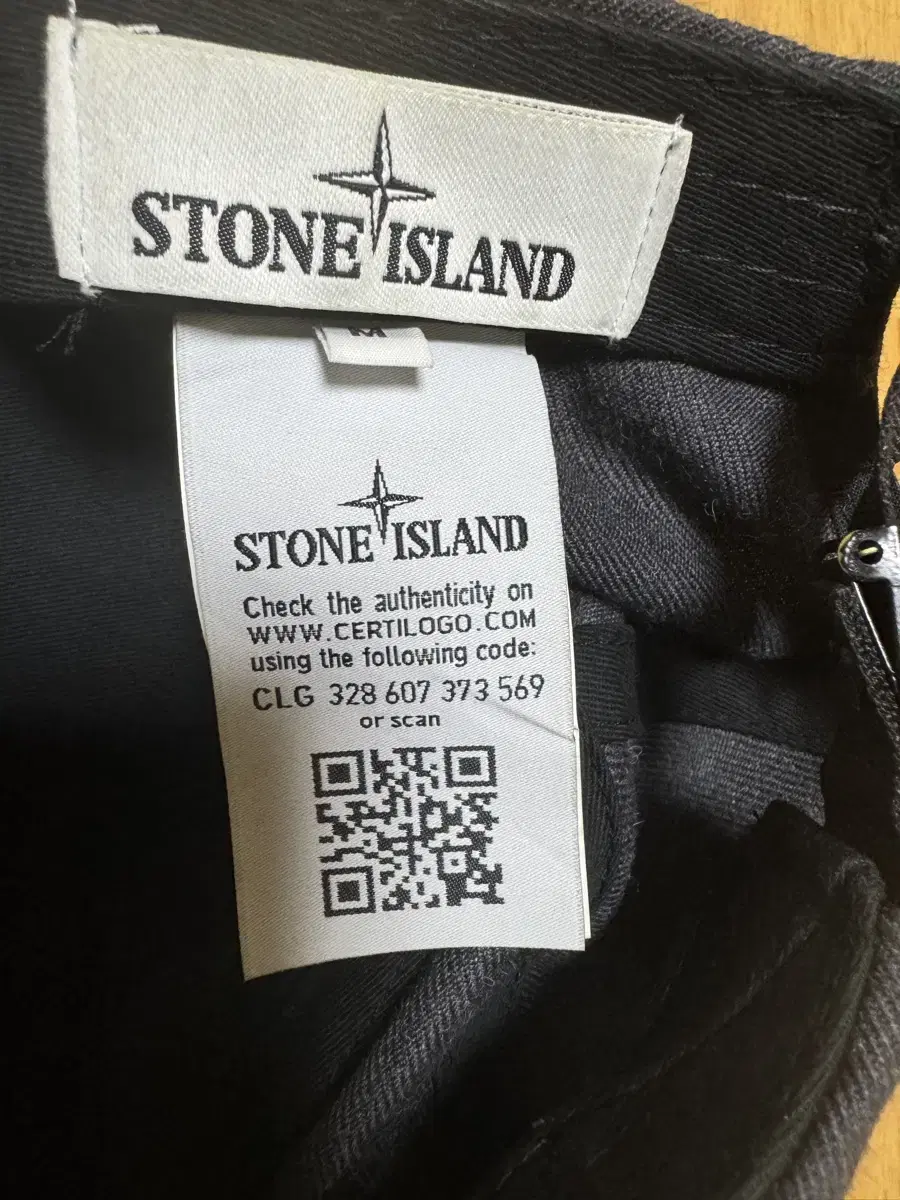 STONE ISLAND
M
STONE ISLAND
Check the authenticity on
WWW.CERTILOGO.COM
using the following code:
CLG 328 607 373 569
or scan